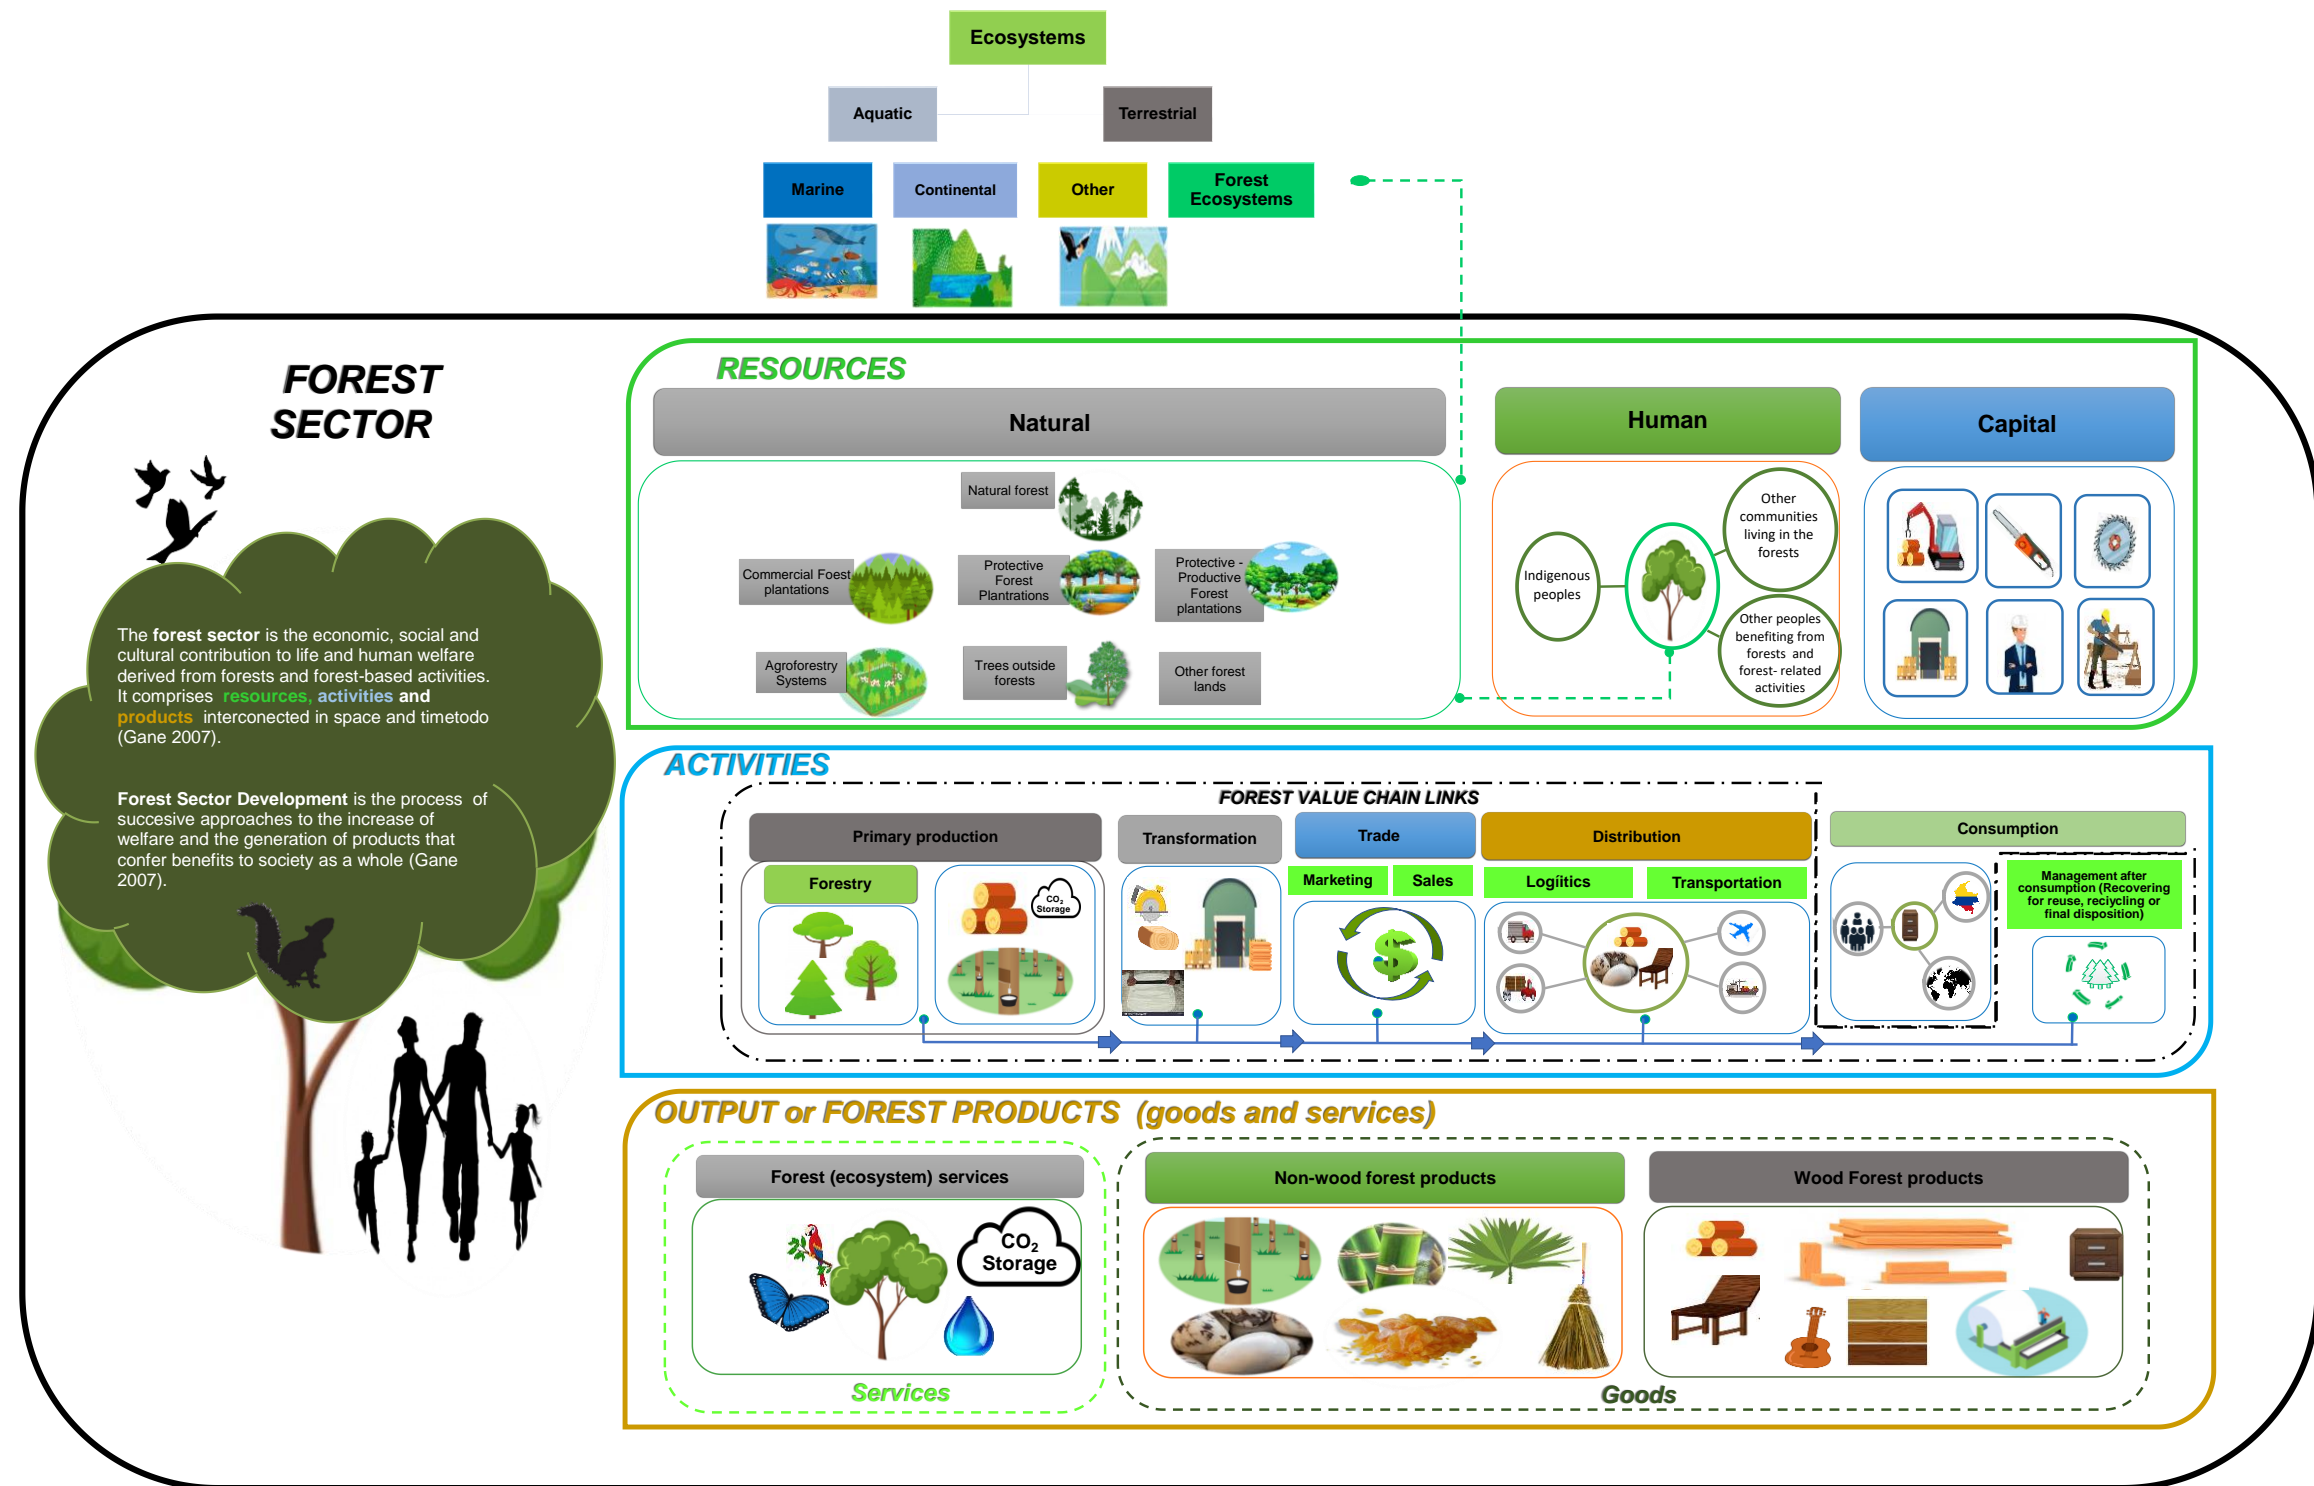 Ecosystems
Aquatic
Terrestrial
Marine
Continental
Other
Forest
Ecosystems
FOREST
SECTOR
The forest sector is the economic, social and
cultural contribution to life and human welfare
derived from forests and forest-based activities.
It comprises resources, activities and
products interconected in space and timetodo
(Gane 2007).
Forest Sector Development is the process of
succesive approaches to the increase of
welfare and the generation of products that
confer benefits to society as a whole (Gane
2007).
RESOURCES
Natural
Natural forest
Commercial Foest
plantations
Protective
Forest
Plantrations
Protective -
Productive
Forest
plantations
Agroforestry
Systems
Trees outside
forests
Other forest
lands
Human
Indigenous
peoples
Other
communities
living in the
forests
Other peoples
benefiting from
forests and
forest- related
activities
Capital
ACTIVITIES
FOREST VALUE CHAIN LINKS
Primary production
Forestry
CO₂
Storage
Transformation
Trade
Marketing
Sales
Distribution
Logíitics
Transportation
Consumption
Management after
consumption (Recovering
for reuse, recycling or
final disposition)
OUTPUT or FOREST PRODUCTS (goods and services)
Forest (ecosystem) services
CO₂
Storage
Services
Non-wood forest products
Wood Forest products
Goods